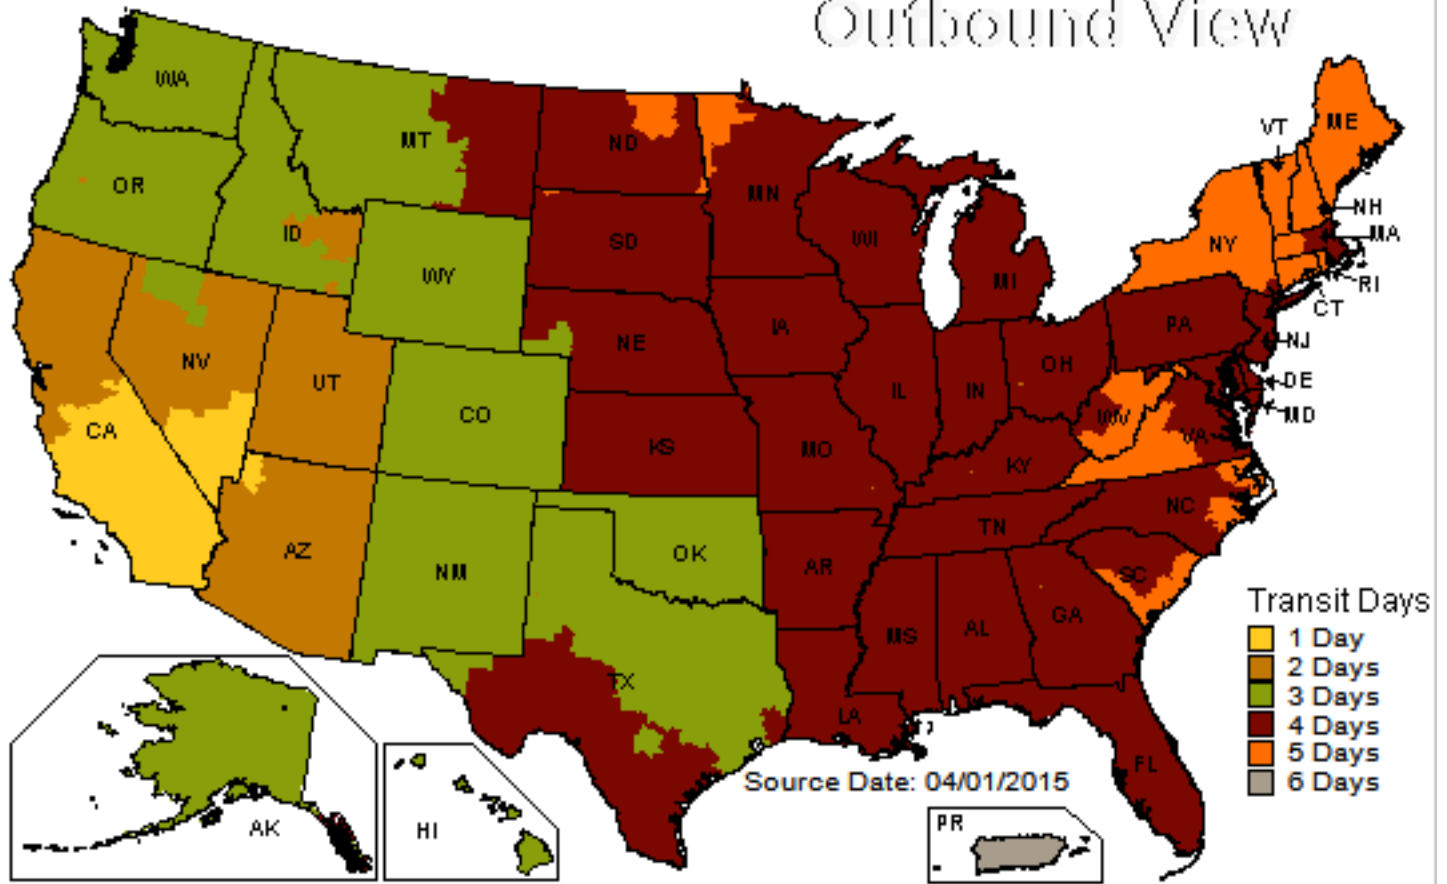 Outbound View
WA
MT
ND
VT
ME
OR
ID
MN
NH
SD
WI
NY
MA
WY
MI
RI
CT
NV
NE
IA
PA
NJ
UT
CO
IL
IN
OH
DE
MD
CA
KS
MO
WV
VA
KY
AZ
NM
OK
AR
TN
NC
SC
MS
AL
GA
TX
LA
FL
Transit Days
1 Day
2 Days
3 Days
4 Days
5 Days
6 Days
Source Date: 04/01/2015
AK
HI
PR